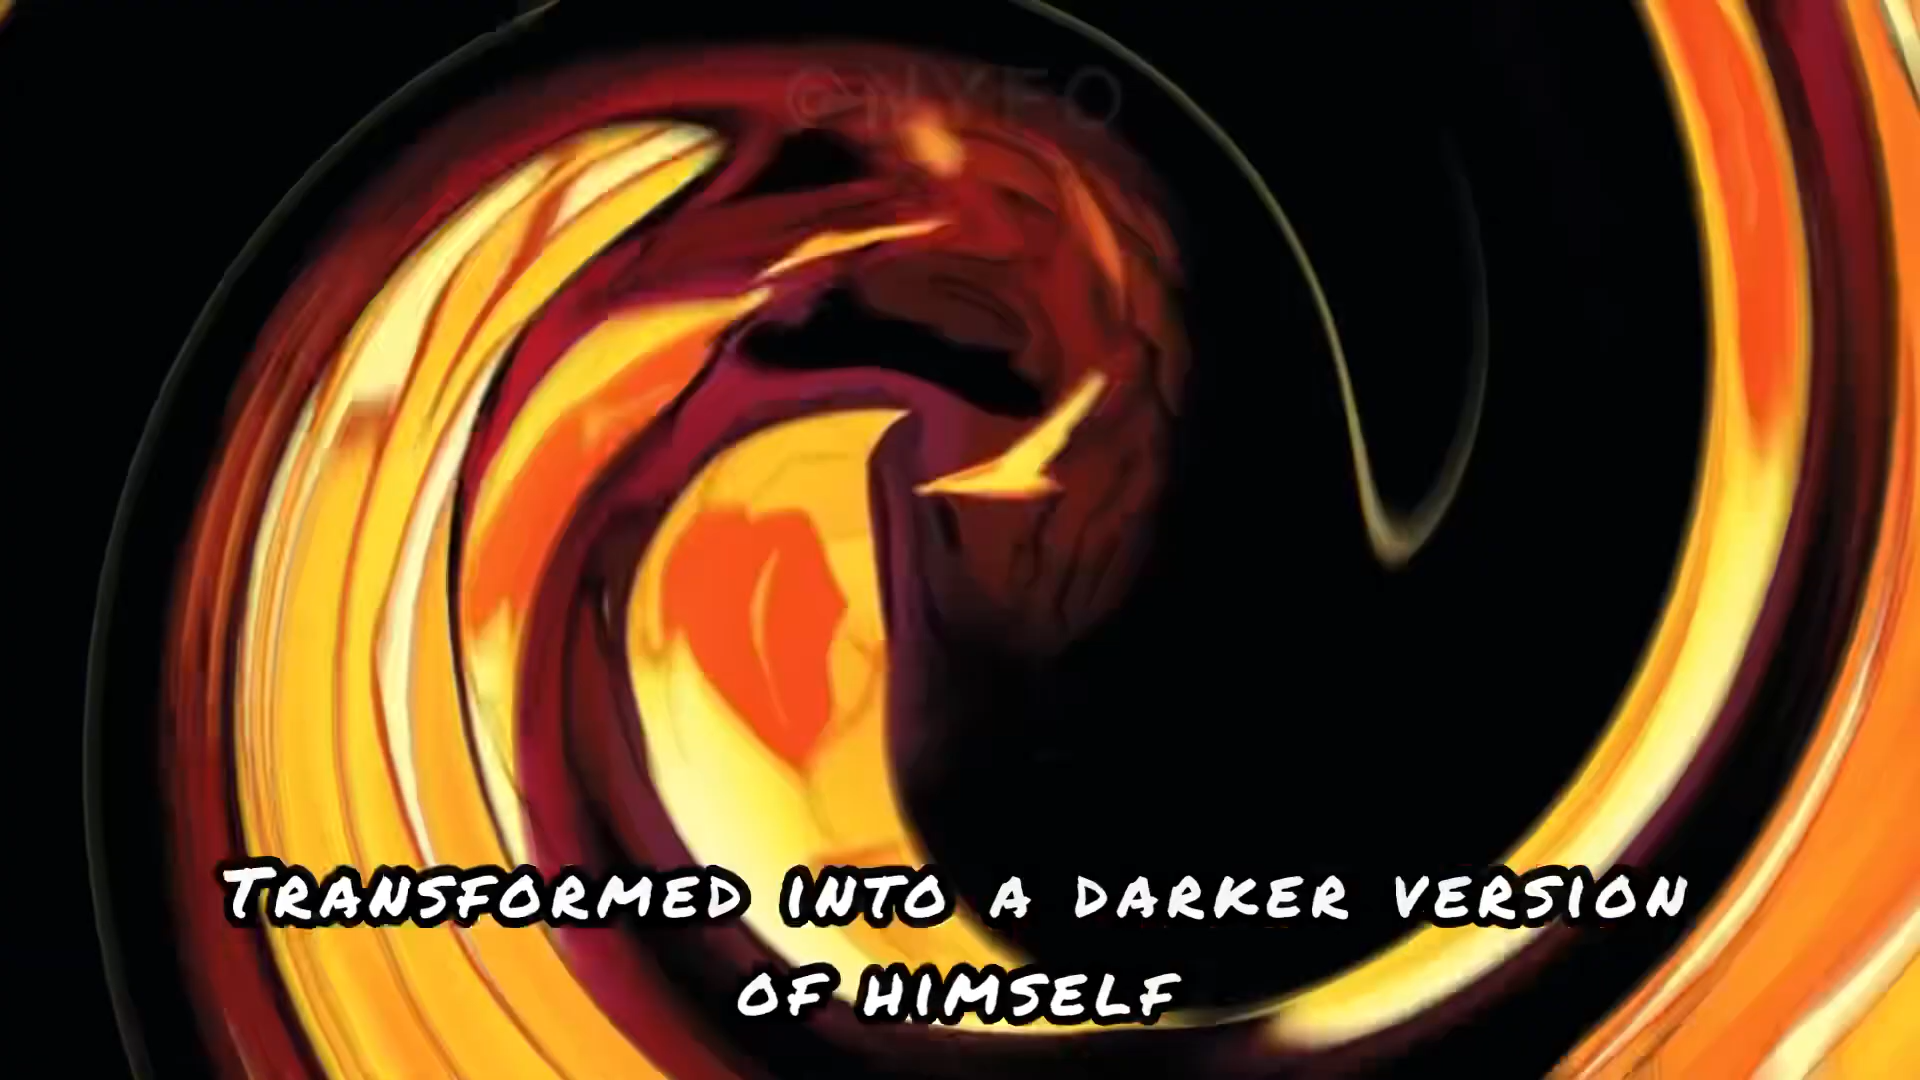 Transformed into a darker version
of himself